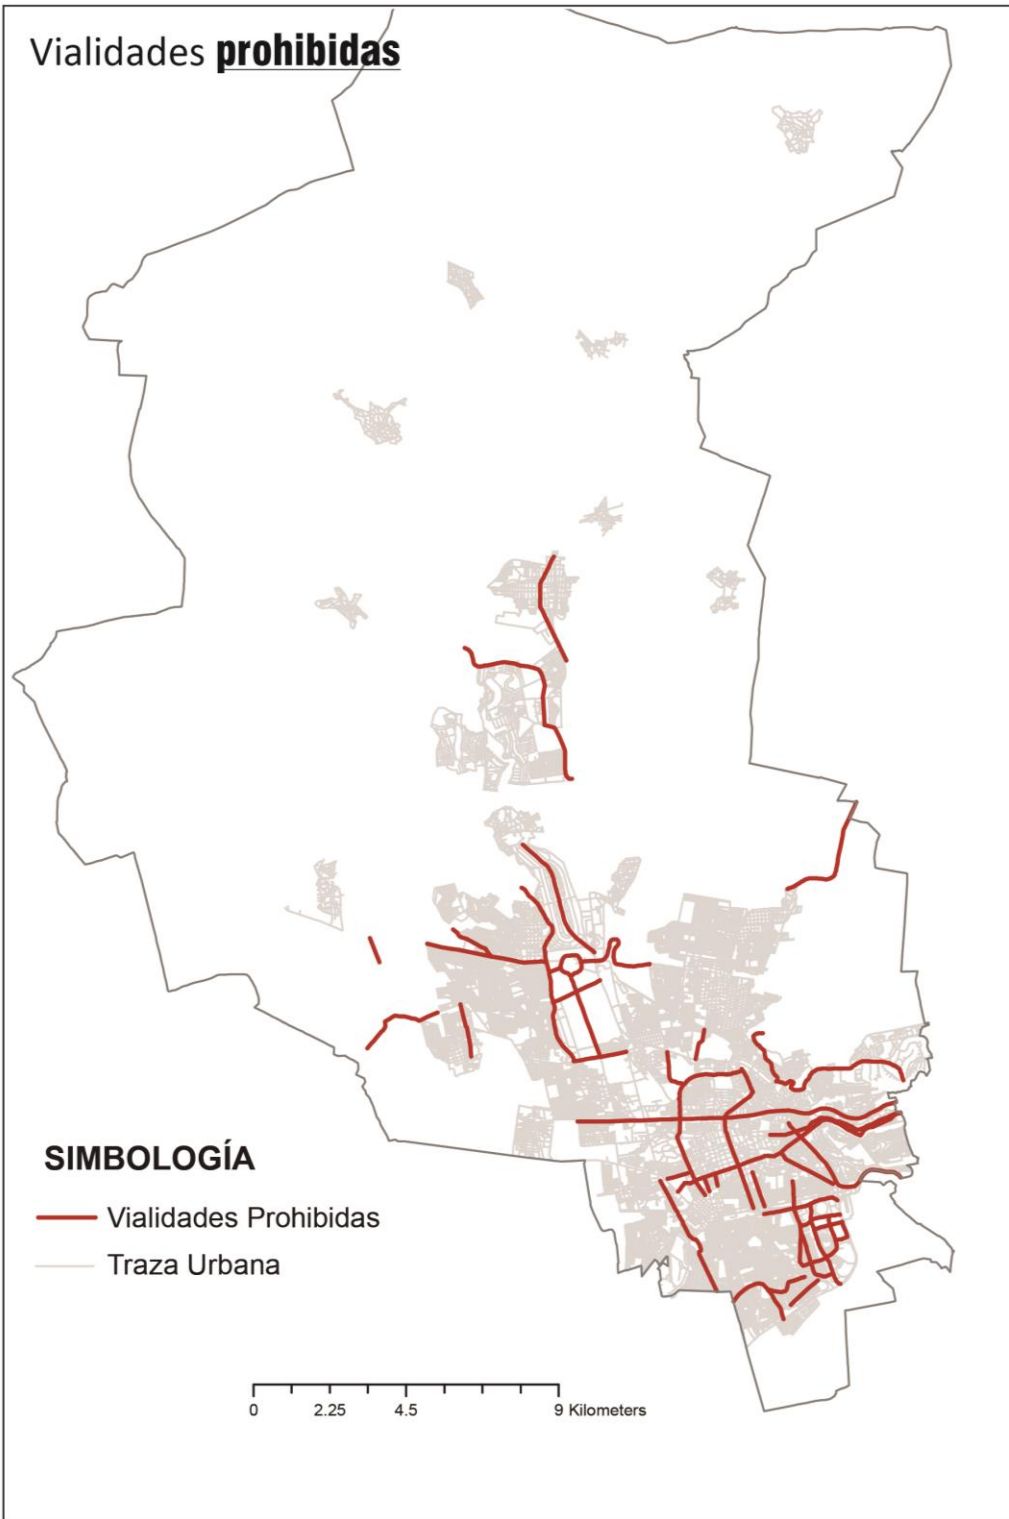 Vialidades prohibidas
SIMBOLOGÍA
Vialidades Prohibidas
Traza Urbana
0 2.25 4.5 9 Kilometers